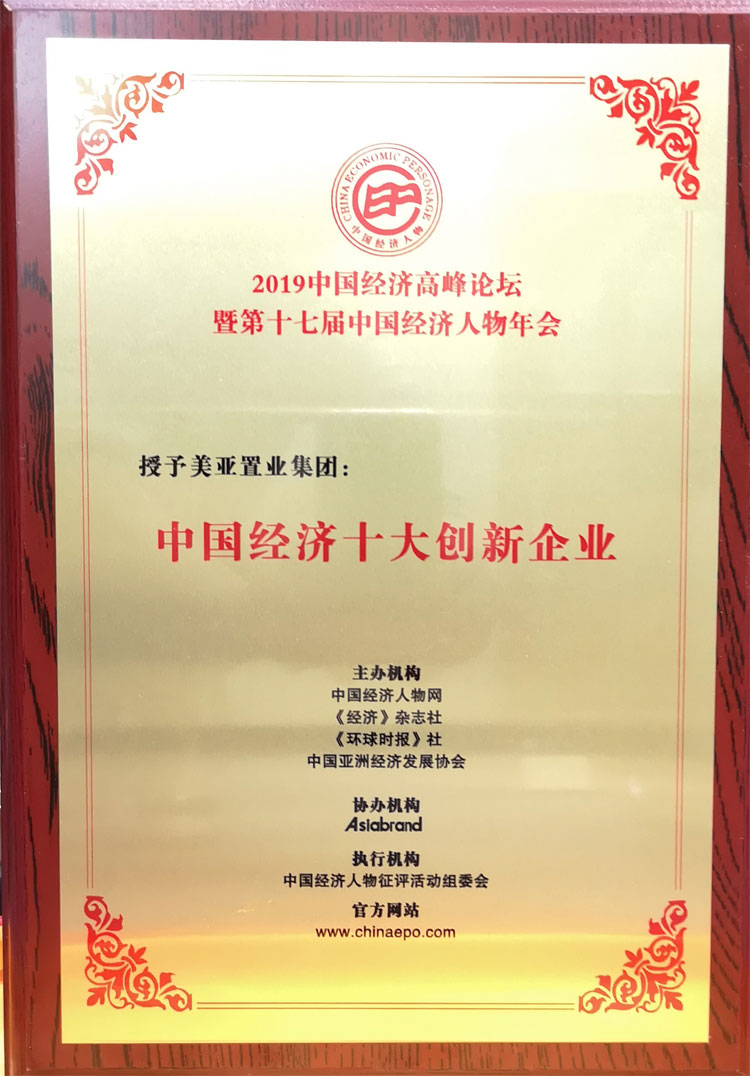 CHINA ECONOMIC PERSONAGE
中国经济人物
2019中国经济高峰论坛
暨第十七届中国经济人物年会
授予美亚置业集团：
中国经济十大创新企业
主办机构
中国经济人物网
《经济》杂志社
《环球时报》社
中国亚洲经济发展协会
协办机构
Asiabrand
执行机构
中国经济人物征评活动组委会
官方网站
www.chinaepo.com